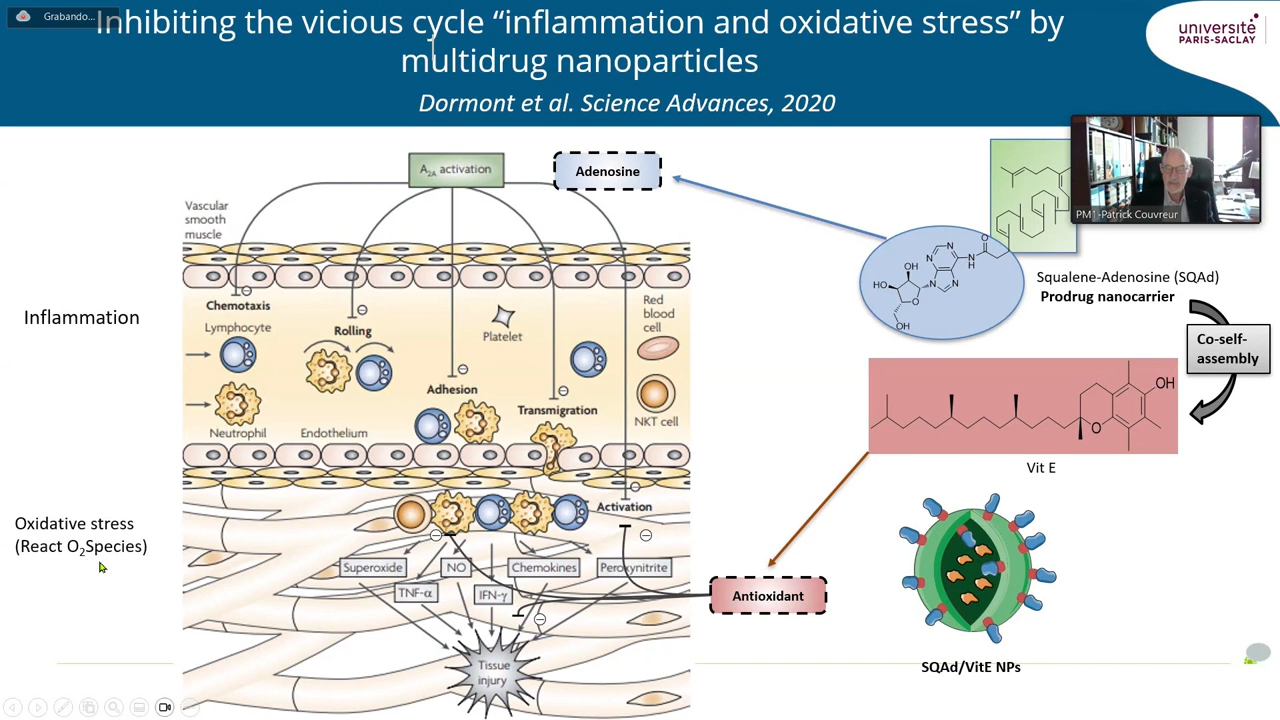 Grabando...
Inhibiting the vicious cycle “inflammation and oxidative stress” by
multidrug nanoparticles
Dormont et al. Science Advances, 2020
université
PARIS-SACLAY
PM1-Patrick Couvreur
A2A activation
Adenosine
Vascular
smooth
muscle
Inflammation
Chemotaxis
Lymphocyte
Rolling
Platelet
Red
blood
cell
Adhesion
Transmigration
NKT cell
Neutrophil
Endothelium
Oxidative stress
(React O2Species)
Activation
Superoxide
NO
Chemokines
Peroxynitrite
TNF-α
IFN-γ
Tissue
injury
Antioxidant
O
N
N
N
H
N
N
OH
HO
O
OH
Squalene-Adenosine (SQAd)
Prodrug nanocarrier
Co-self-
assembly
OH
O
Vit E
SQAd/VitE NPs